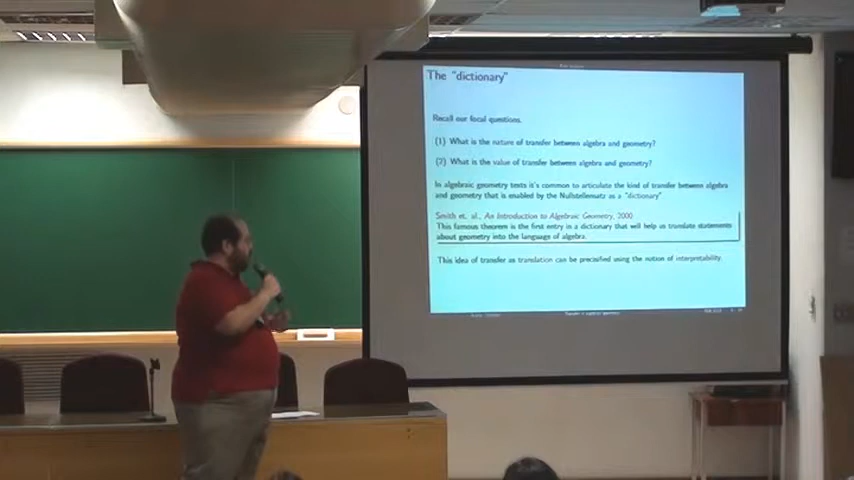 The "dictionary"
Recall our focal questions.
(1) What is the nature of transfer between algebra and geometry?
(2) What is the value of transfer between algebra and geometry?
In algebraic geometry texts it's common to articulate the kind of transfer between algebra
and geometry that is enabled by the Nullstellensatz as a "dictionary"
Smith et. al., An Introduction to Algebraic Geometry, 2000
This famous theorem is the first entry in a dictionary that will help us translate statements
about geometry into the language of algebra.
This idea of transfer as translation can be precisified using the notion of interpretability.